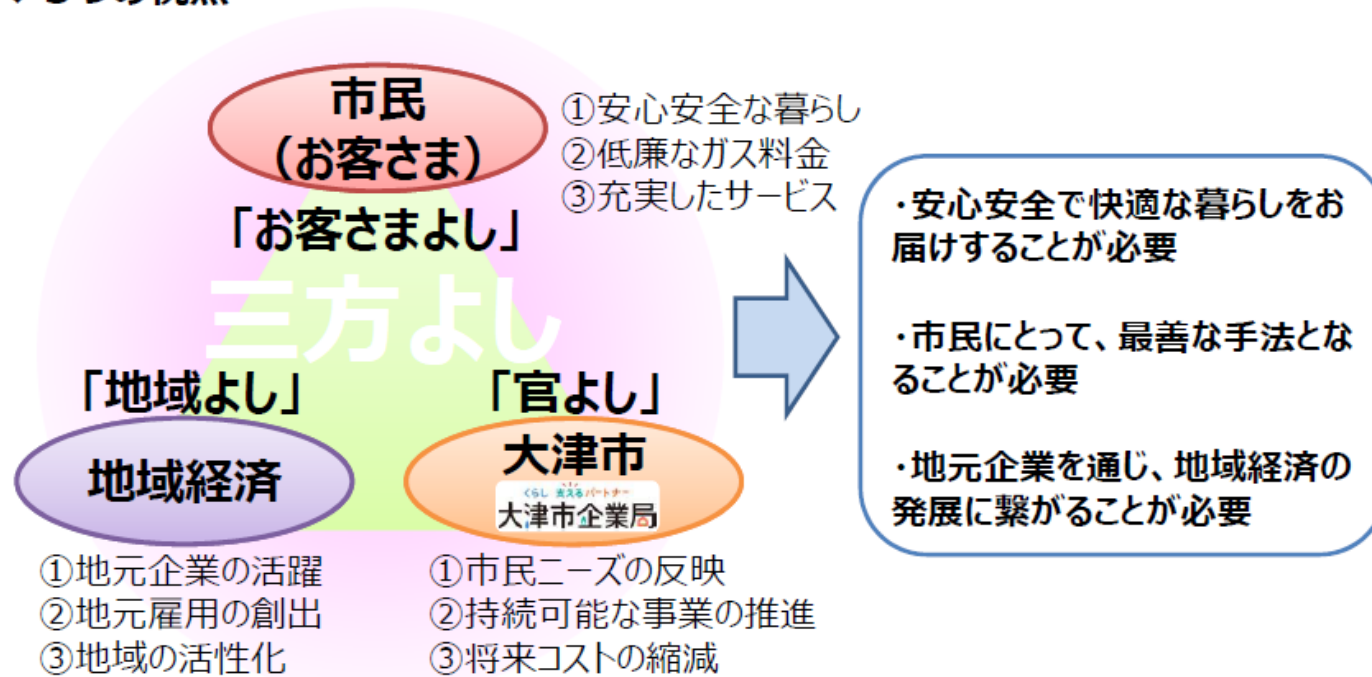 市民
（お客さま）
①安心安全な暮らし
②低廉なガス料金
③充実したサービス
「お客さまよし」
三方よし
「地域よし」
地域経済
①地元企業の活躍
②地元雇用の創出
③地域の活性化
「官よし」
大津市
くらし 支えるパートナー
大津市企業局
①市民ニーズの反映
②持続可能な事業の推進
③将来コストの縮減
・安心安全で快適な暮らしをお
届けすることが必要
・市民にとって、最善な手法とな
ることが必要
・地元企業を通じ、地域経済の
発展に繋がることが必要